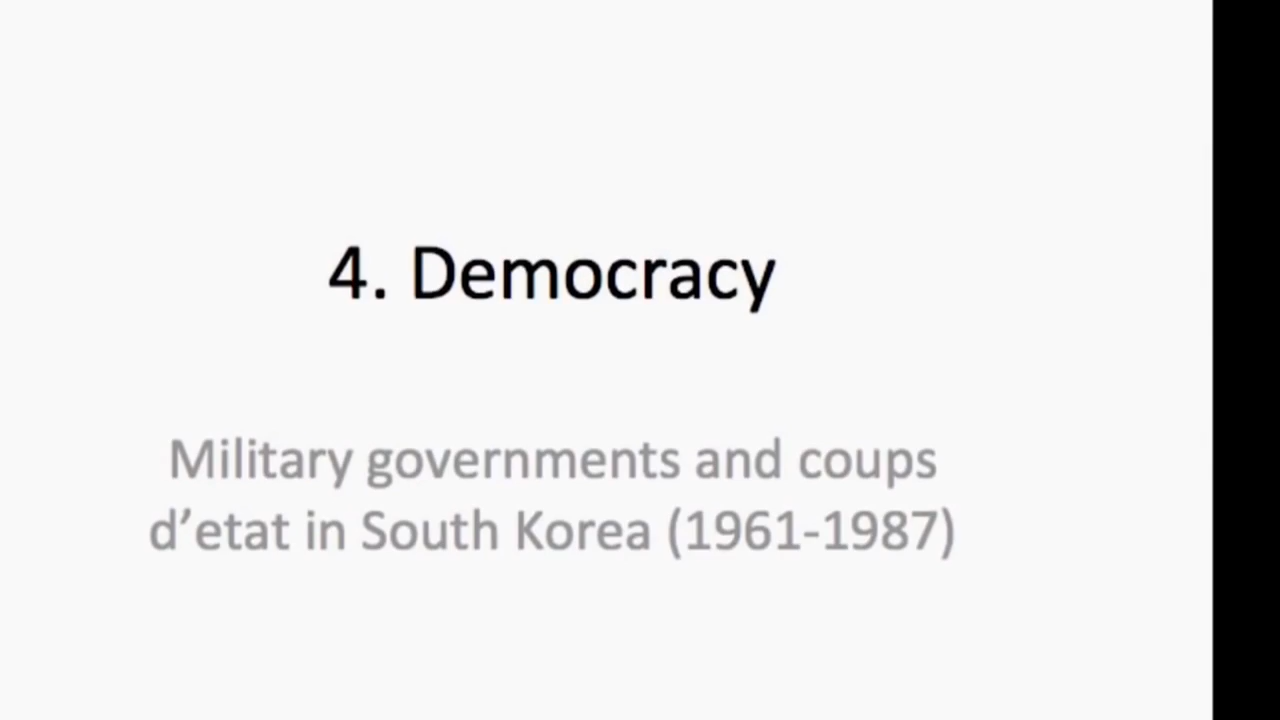 4. Democracy
Military governments and coups
d’etat in South Korea (1961-1987)